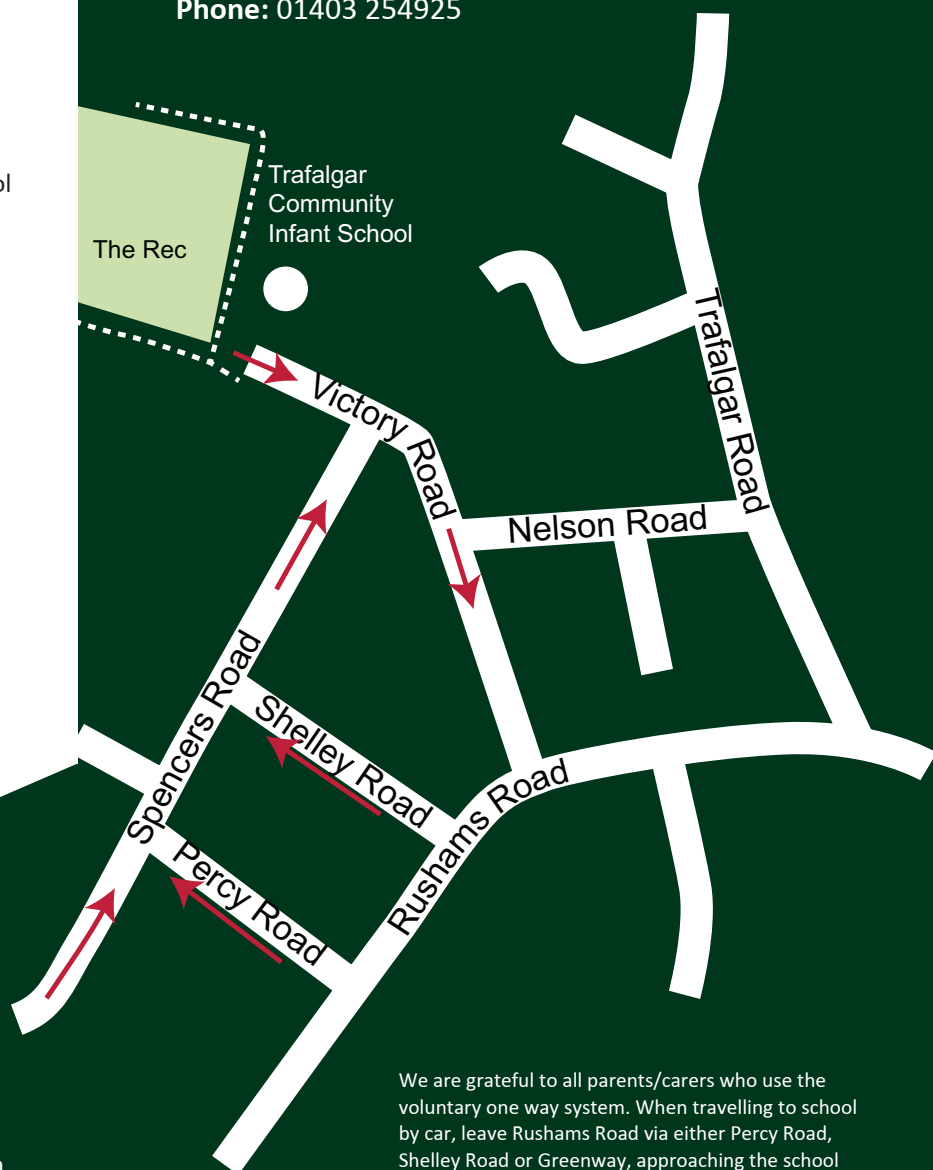 Phone: 01403 254925
ol
Trafalgar
Community
Infant School
The Rec
Victory Road
Trafalgar Road
Nelson Road
Spencers Road
Shelley Road
Rushams Road
Percy Road
We are grateful to all parents/carers who use the
voluntary one way system. When travelling to school
by car, leave Rushams Road via either Percy Road,
Shelley Road or Greenway, approaching the school